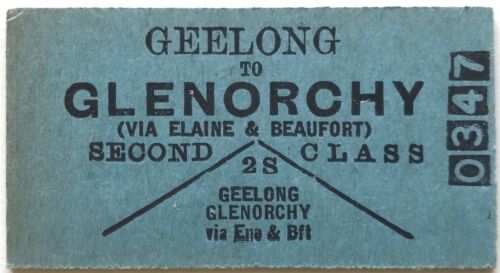 GEELONG
TO
GLENORCHY
(VIA ELAINE & BEAUFORT)
SECOND CLASS
2S
GEELONG
GLENORCHY
via Ene & Bft
0347